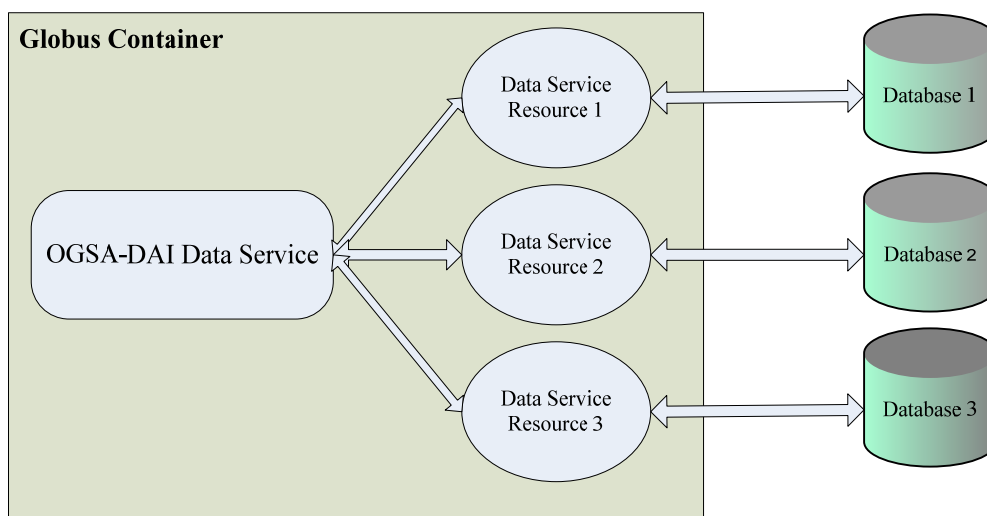 Globus Container
Data Service
Resource 1
Database 1
OGSA-DAI Data Service
Data Service
Resource 2
Database 2
Data Service
Resource 3
Database 3